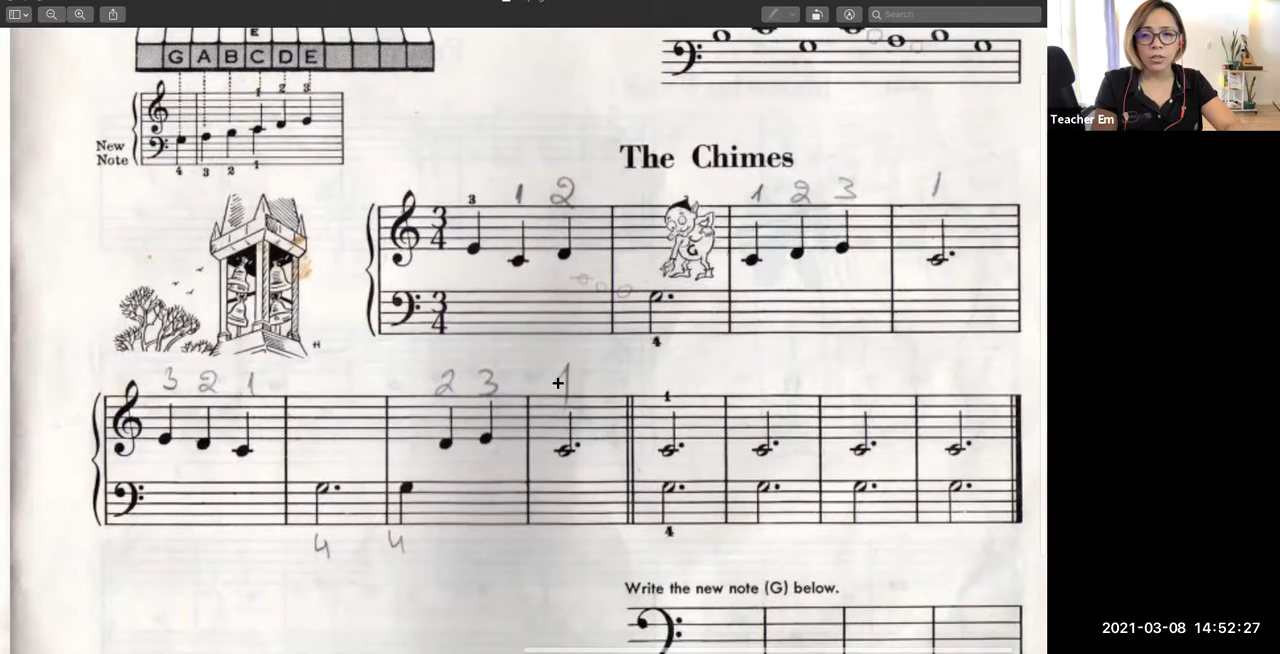 Search
E
G A B C D E
1 2 3
New
Note
4 3 2 1
Teacher Em
The Chimes
3 1 2 1 2 3 1
3
4
G
3
4
4
3 2 1 2 3 1 1
4 4 4
Write the new note (G) below.
2021-03-08 14:52:27